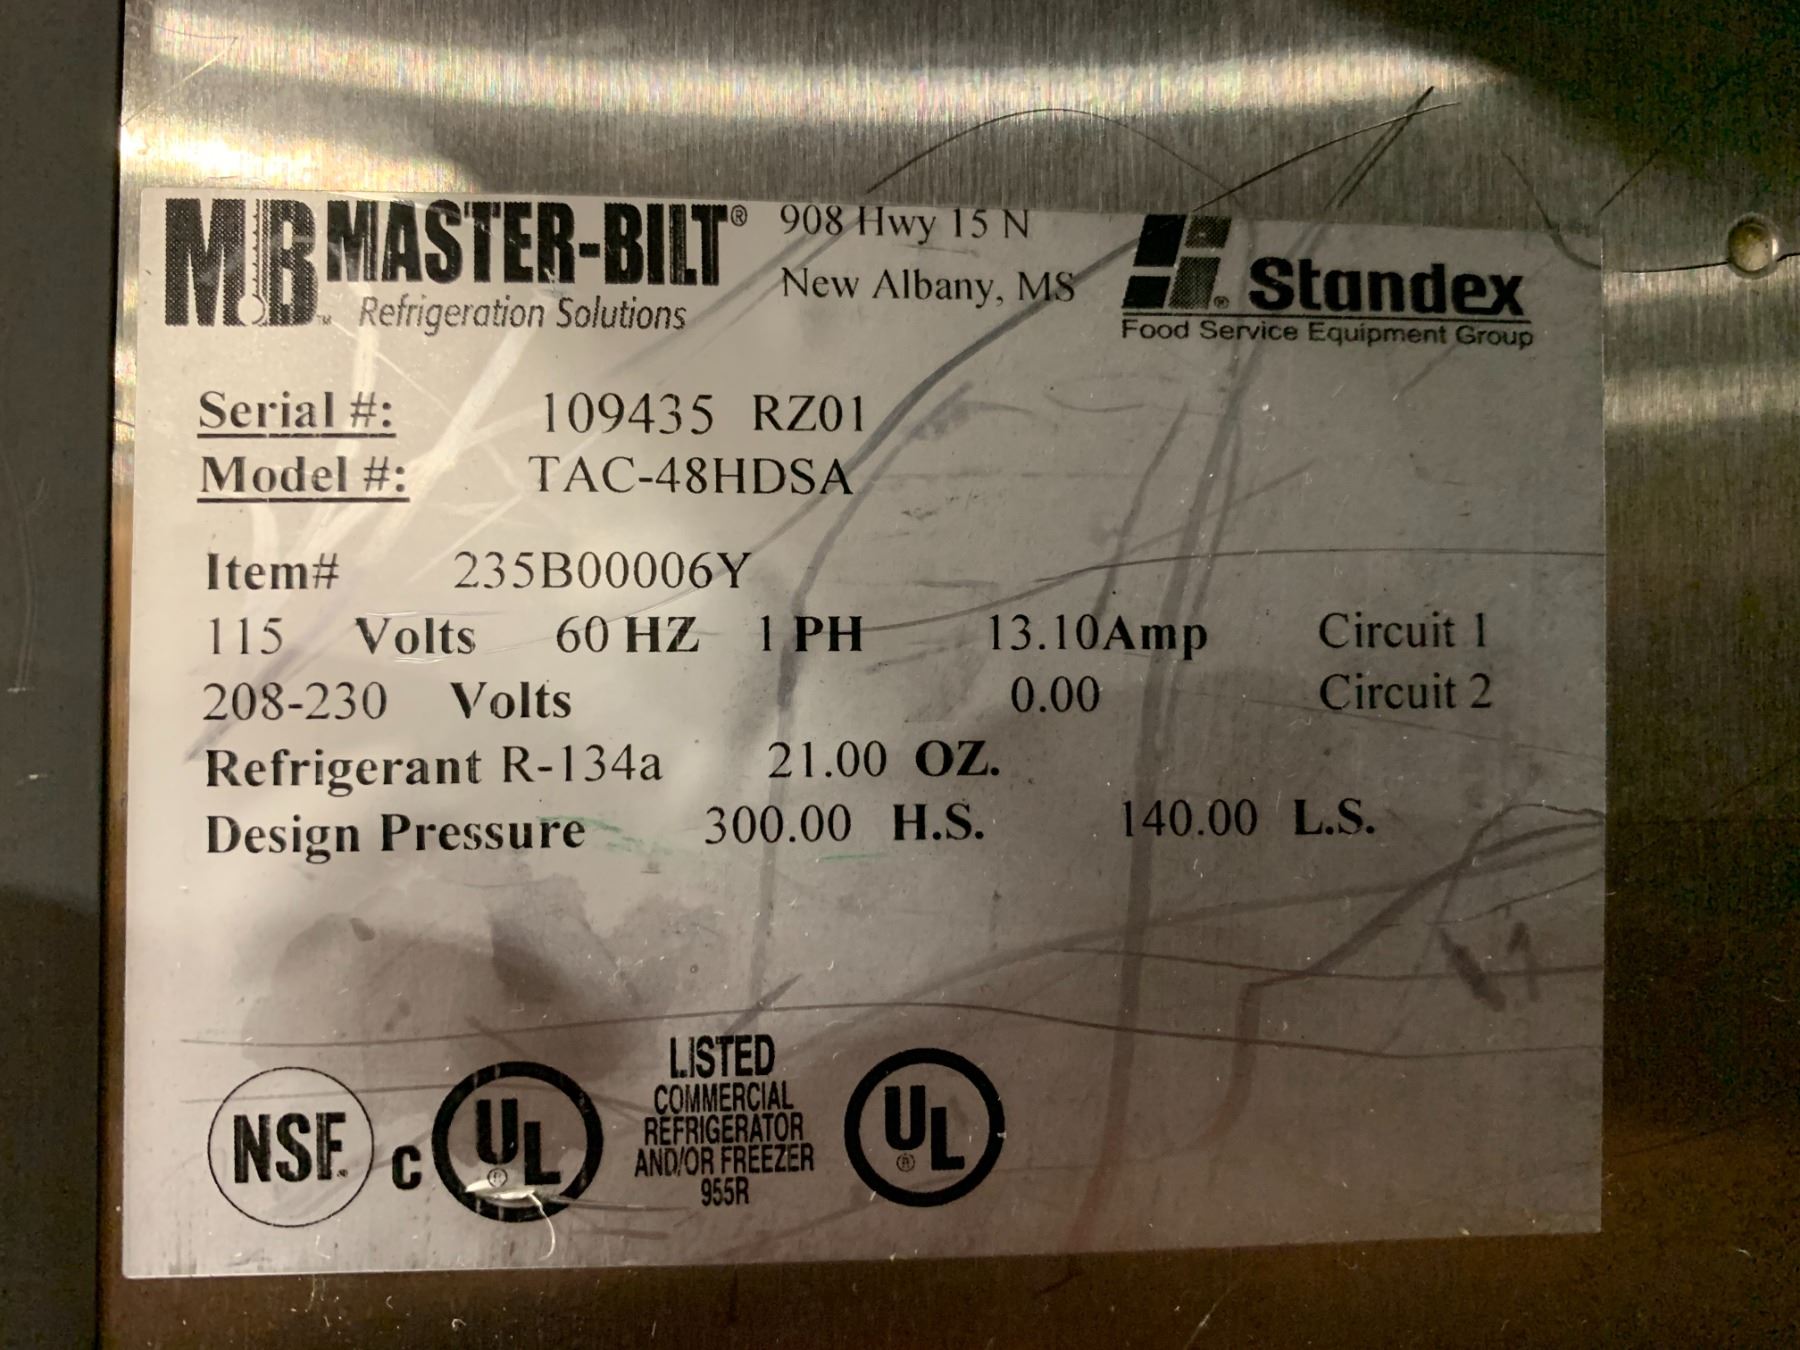 MB MASTER-BILT® 908 Hwy 15 N
Refrigeration Solutions New Albany, MS
Standex
Food Service Equipment Group
Serial #: 109435 RZ01
Model #: TAC-48HDSA
Item# 235B00006Y
115 Volts 60 HZ 1 PH 13.10Amp Circuit 1
208-230 Volts 0.00 Circuit 2
Refrigerant R-134a 21.00 OZ.
Design Pressure 300.00 H.S. 140.00 L.S.
NSF® C UL®
LISTED
COMMERCIAL
REFRIGERATOR
AND/OR FREEZER
955R
UL®